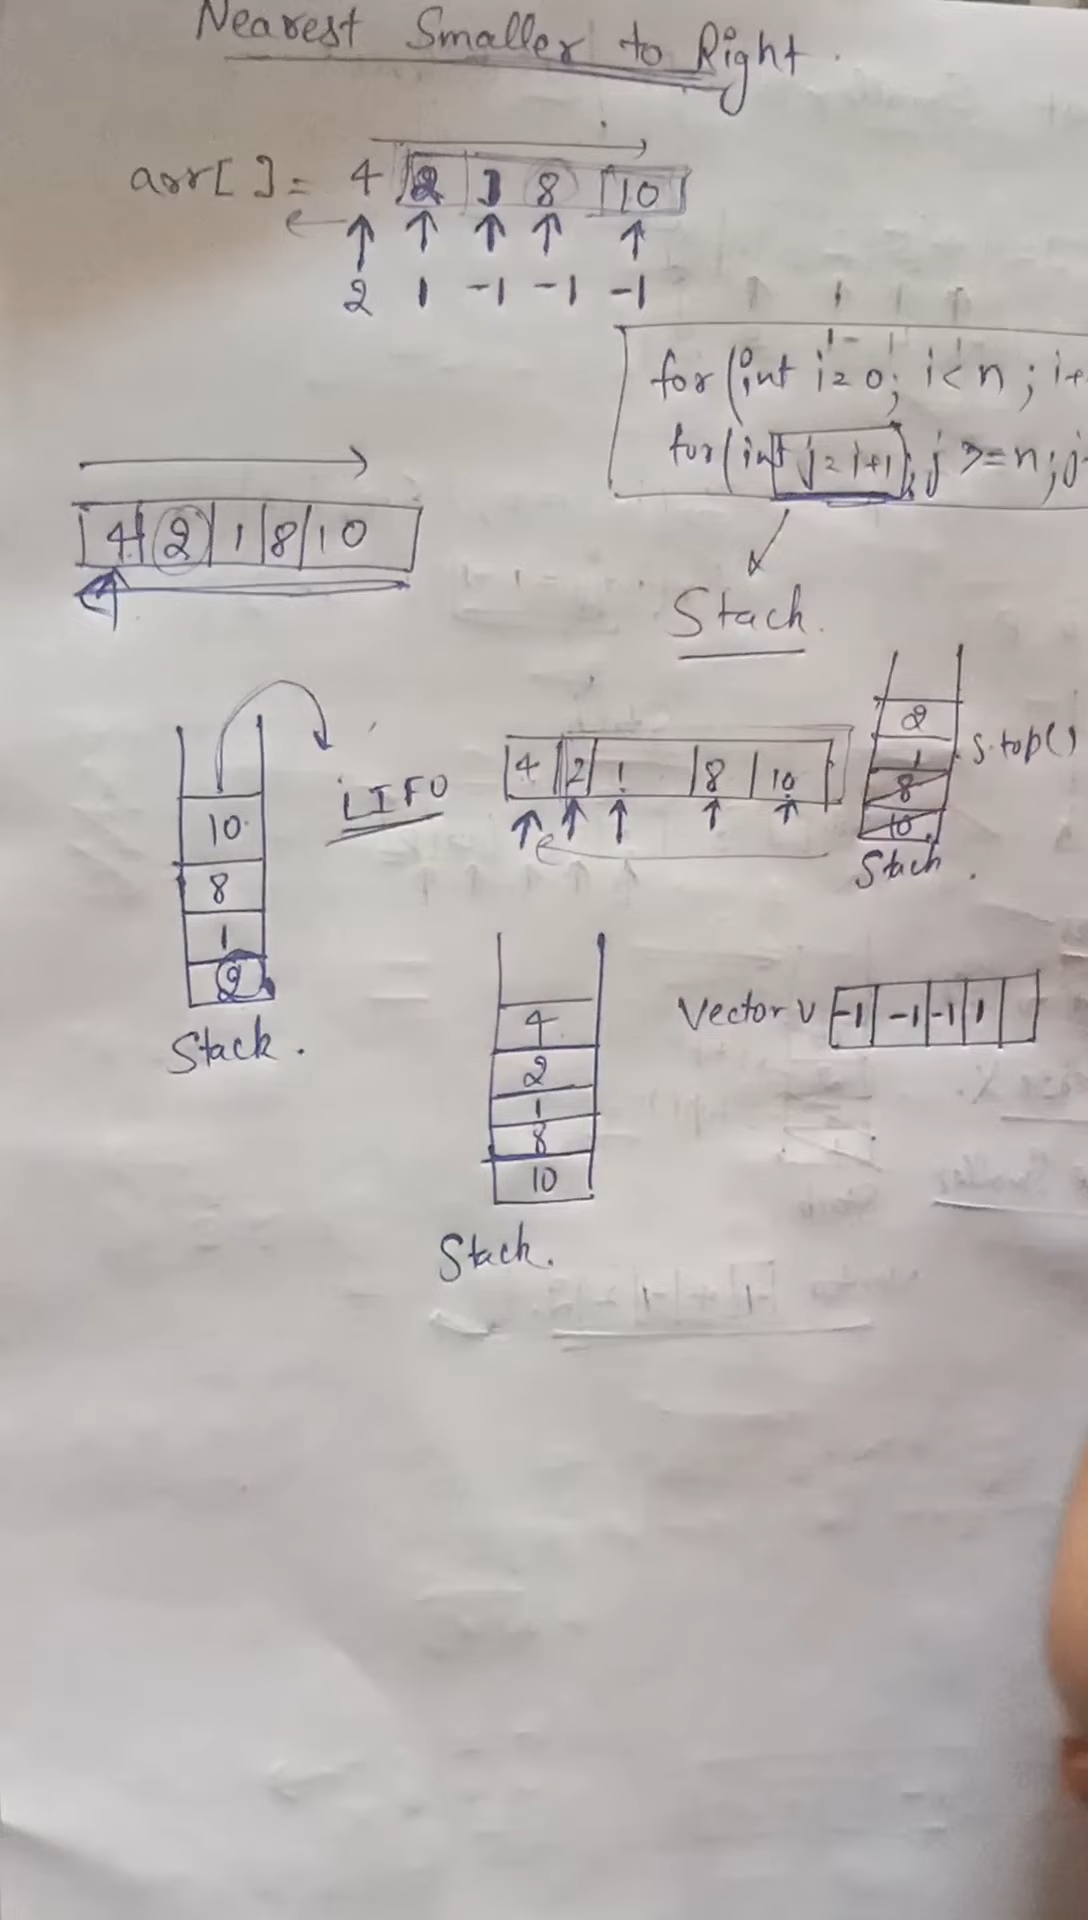 Nearest Smaller to Right.
arr[ ] = 4 2 1 8 10
2 1 -1 -1 -1
for (int i=0; i<n; i+
for (int j=i+1; j>=n; j-
4 2 1 8 10
Stack.
2
1 s.top()
8
10
Stack.
LIFO
4 2 1 8 10
10
8
1
2
Stack.
Vector v -1 -1 -1 1
4
2
1
8
10
Stack.